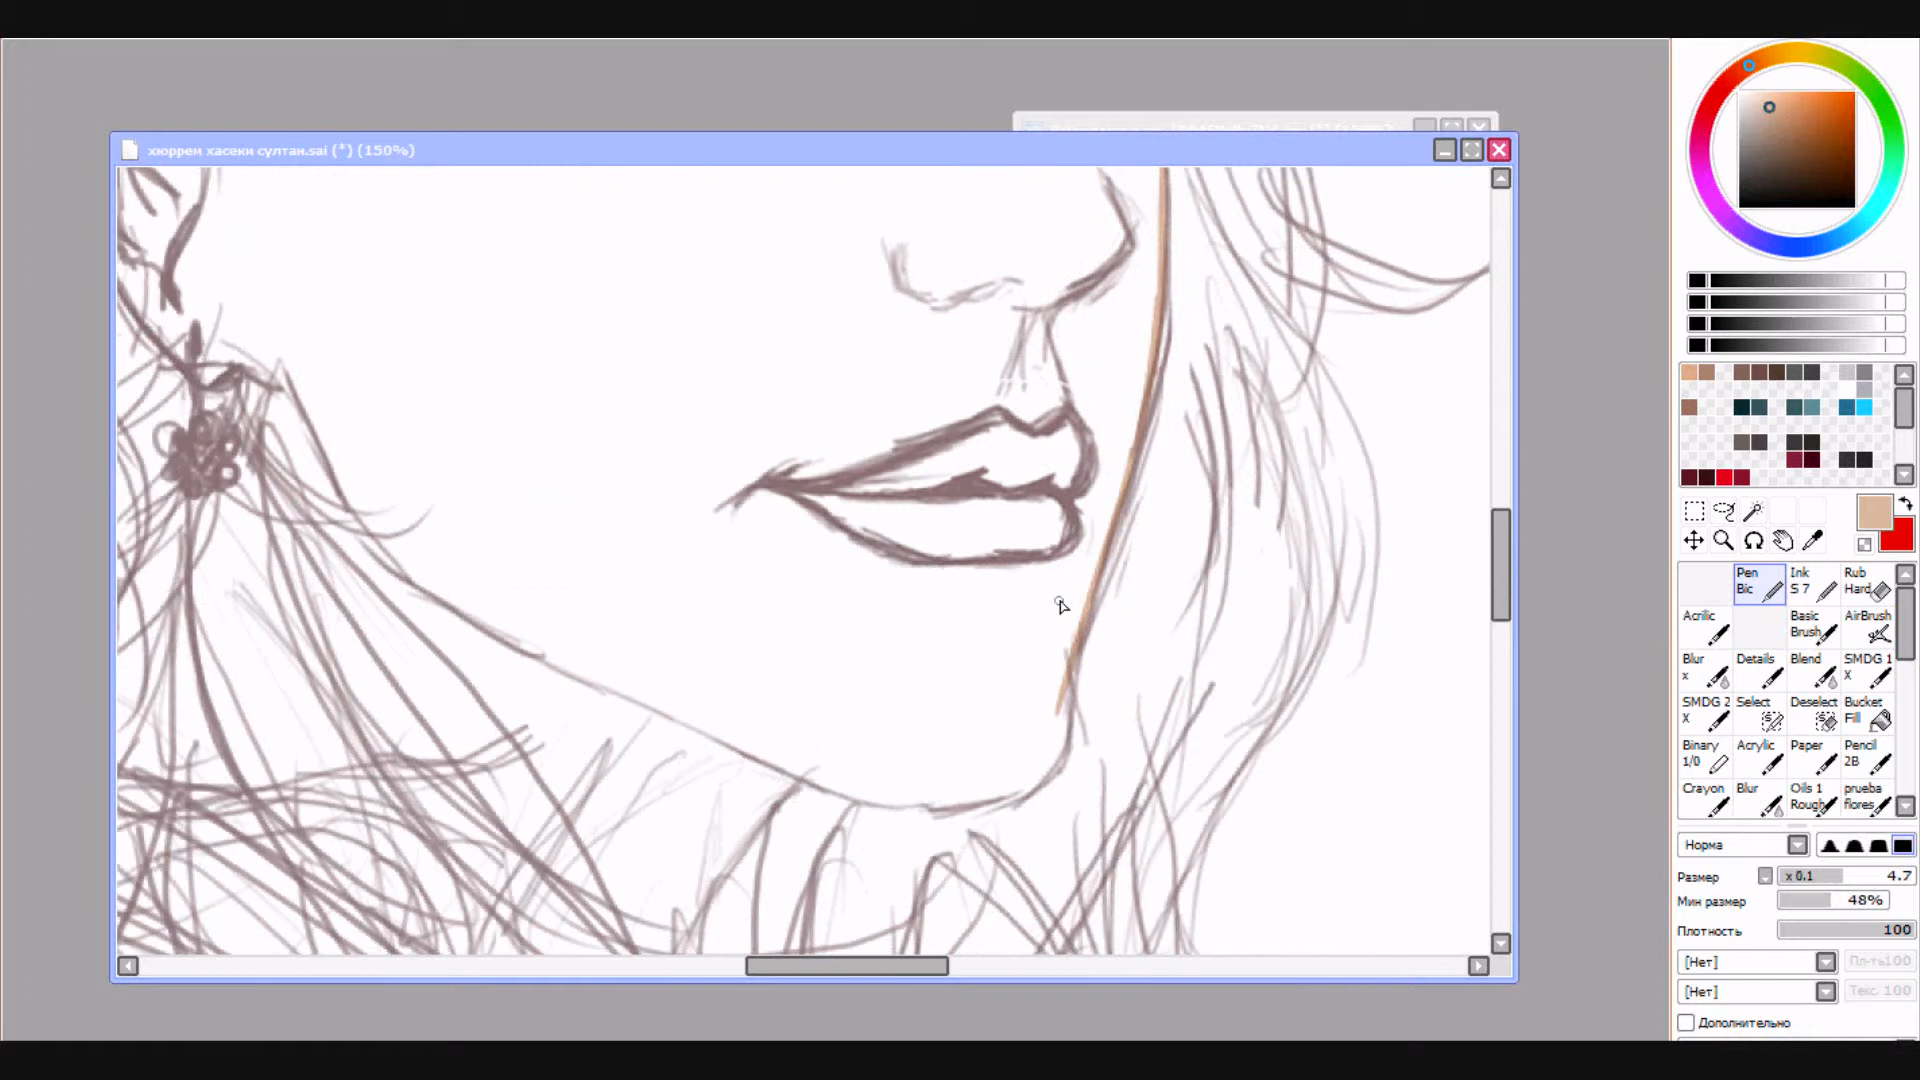 хюррем хасеки султан.sai (*) (150%)
Pen Bic
Ink S 7
Rub Hard
Acrilic
Basic Brush
AirBrush
Blur x
Details
Blend
SMDG 1 X
SMDG 2 X
Select
Deselect
Bucket Fill
Binary 1/0
Acrylic
Paper
Pencil 2B
Crayon
Blur
Oils 1 Rough
prueba flores
Норма
Размер x 0.1 4.7
Мин размер 48%
Плотность 100
[Нет] Пл-ть100
[Нет] Текс. 100
Дополнительно